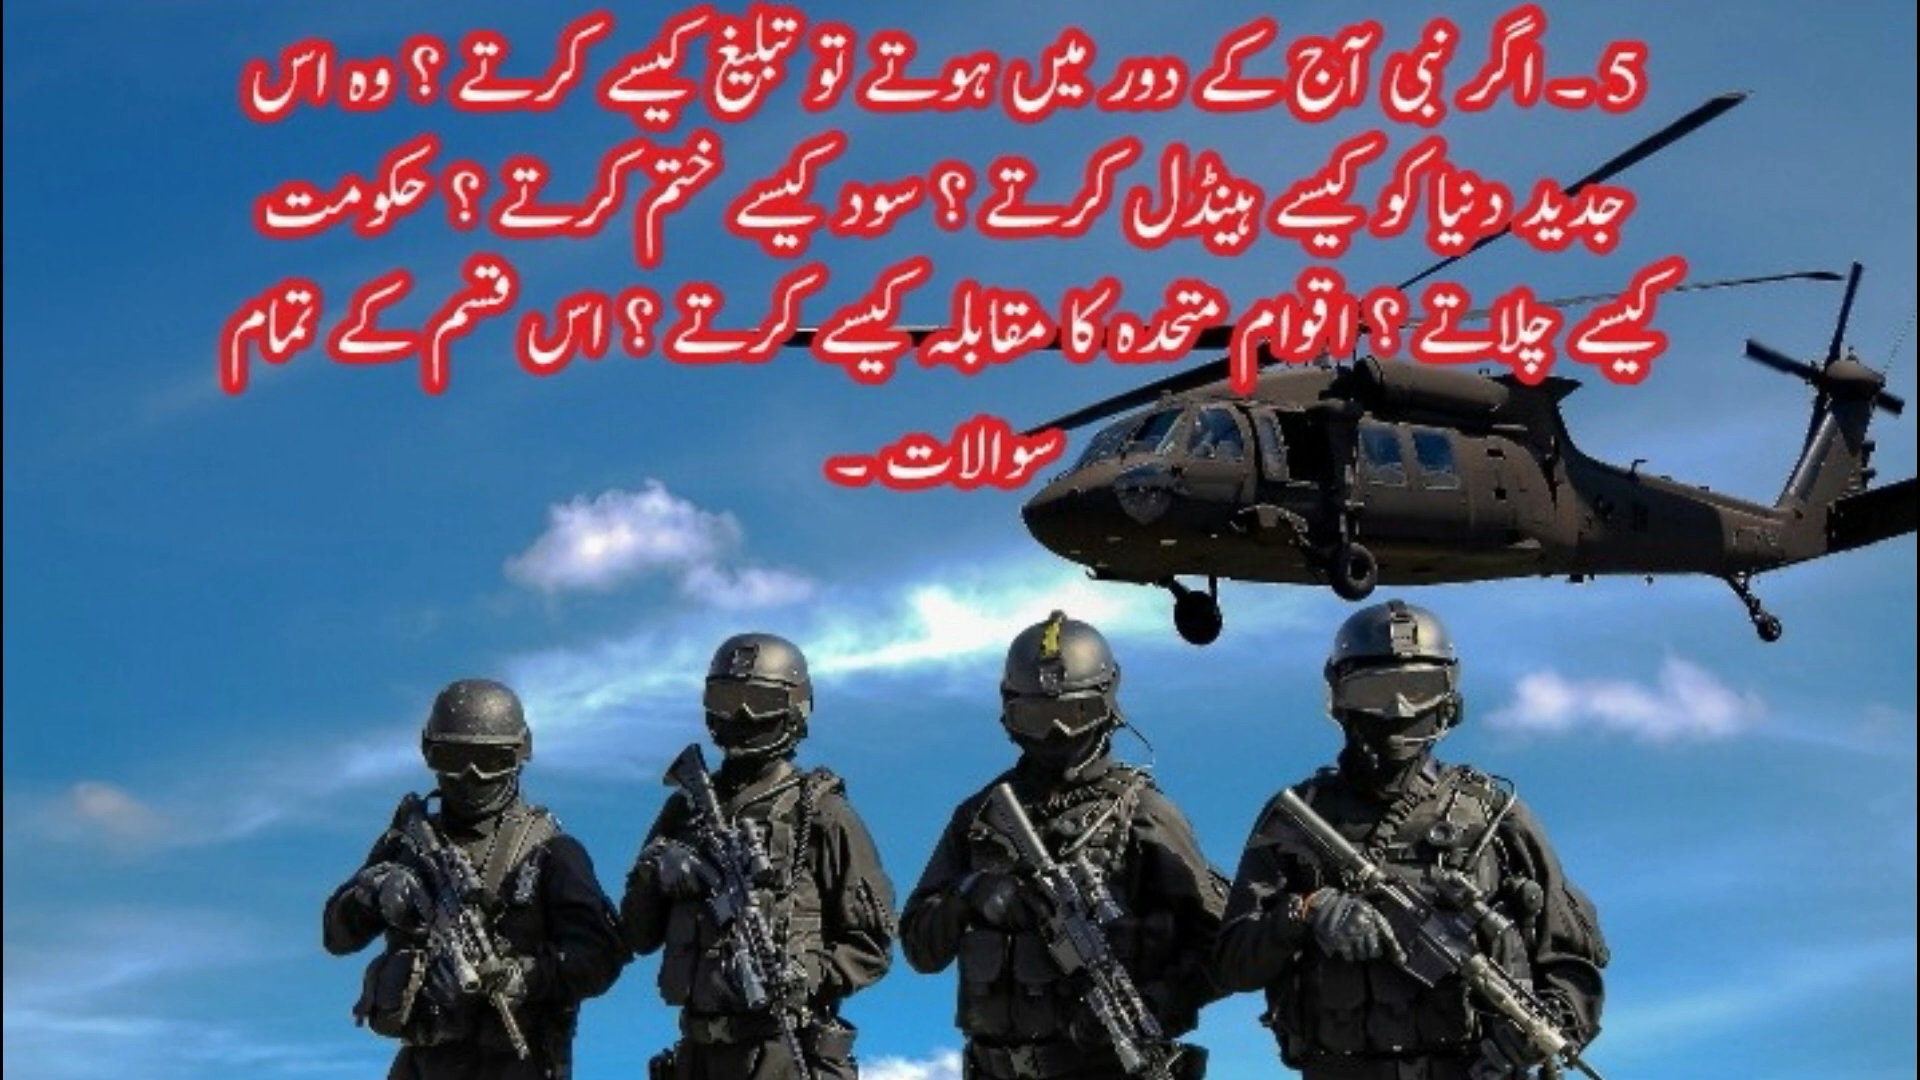 5۔ اگر نبی آج کے دور میں ہوتے تو تبلیغ کیسے کرتے ؟ وہ اس
جدید دنیا کو کیسے ہینڈل کرتے ؟ سود کیسے ختم کرتے ؟ حکومت
کیسے چلاتے ؟ اقوام متحدہ کا مقابلہ کیسے کرتے ؟ اس قسم کے تمام
سوالات ۔